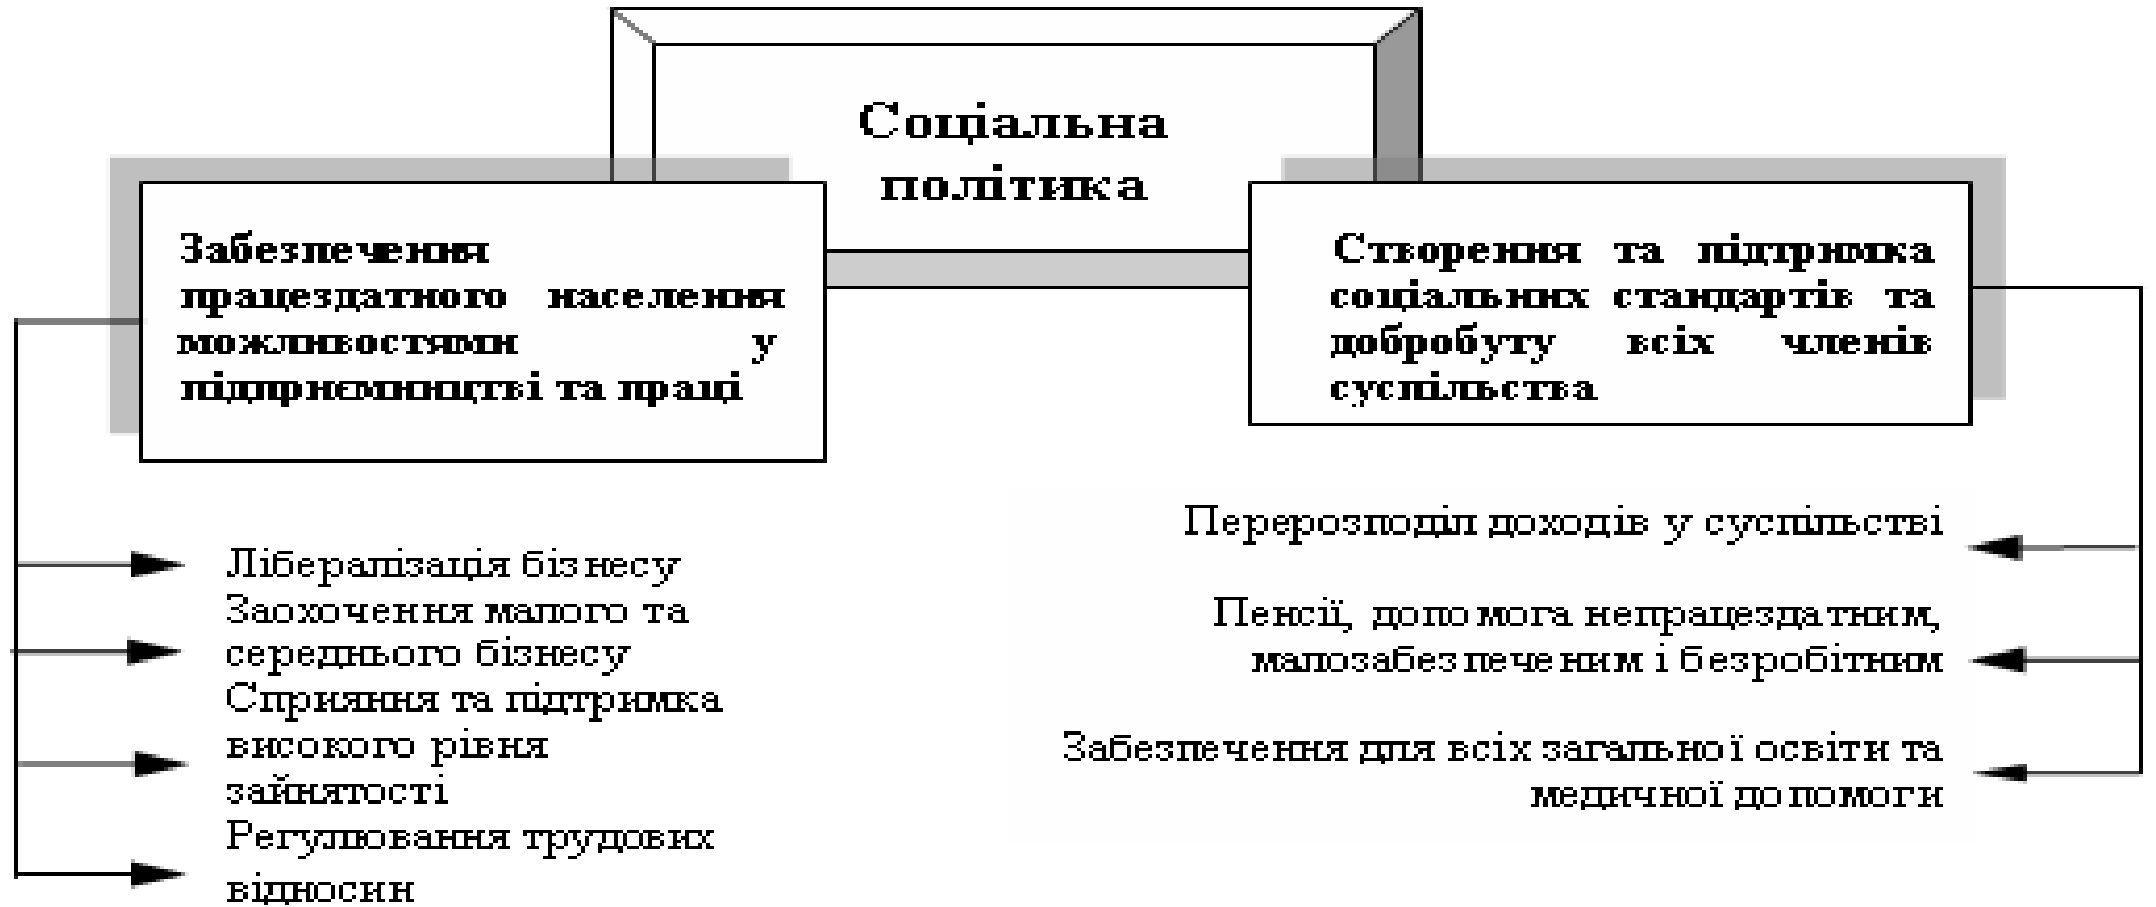 Соціальна
політика
Забезпечення
працездатного населення
можливостями у
підприємництві та праці
Створення та підтримка
соціальних стандартів та
добробуту всіх членів
суспільства
Лібералізація бізнесу
Заохочення малого та
середнього бізнесу
Сприяння та підтримка
високого рівня
зайнятості
Регулювання трудових
відносин
Перерозподіл доходів у суспільстві
Пенсії, допомога непрацездатним,
малозабезпеченим і безробітним
Забезпечення для всіх загальної освіти та
медичної допомоги